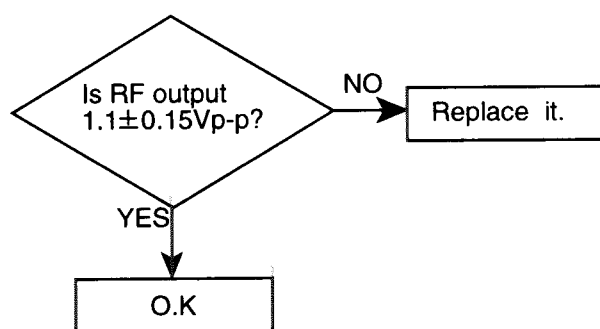 Is RF output
1.1±0.15Vp-p?
NO
Replace it.
YES
O.K